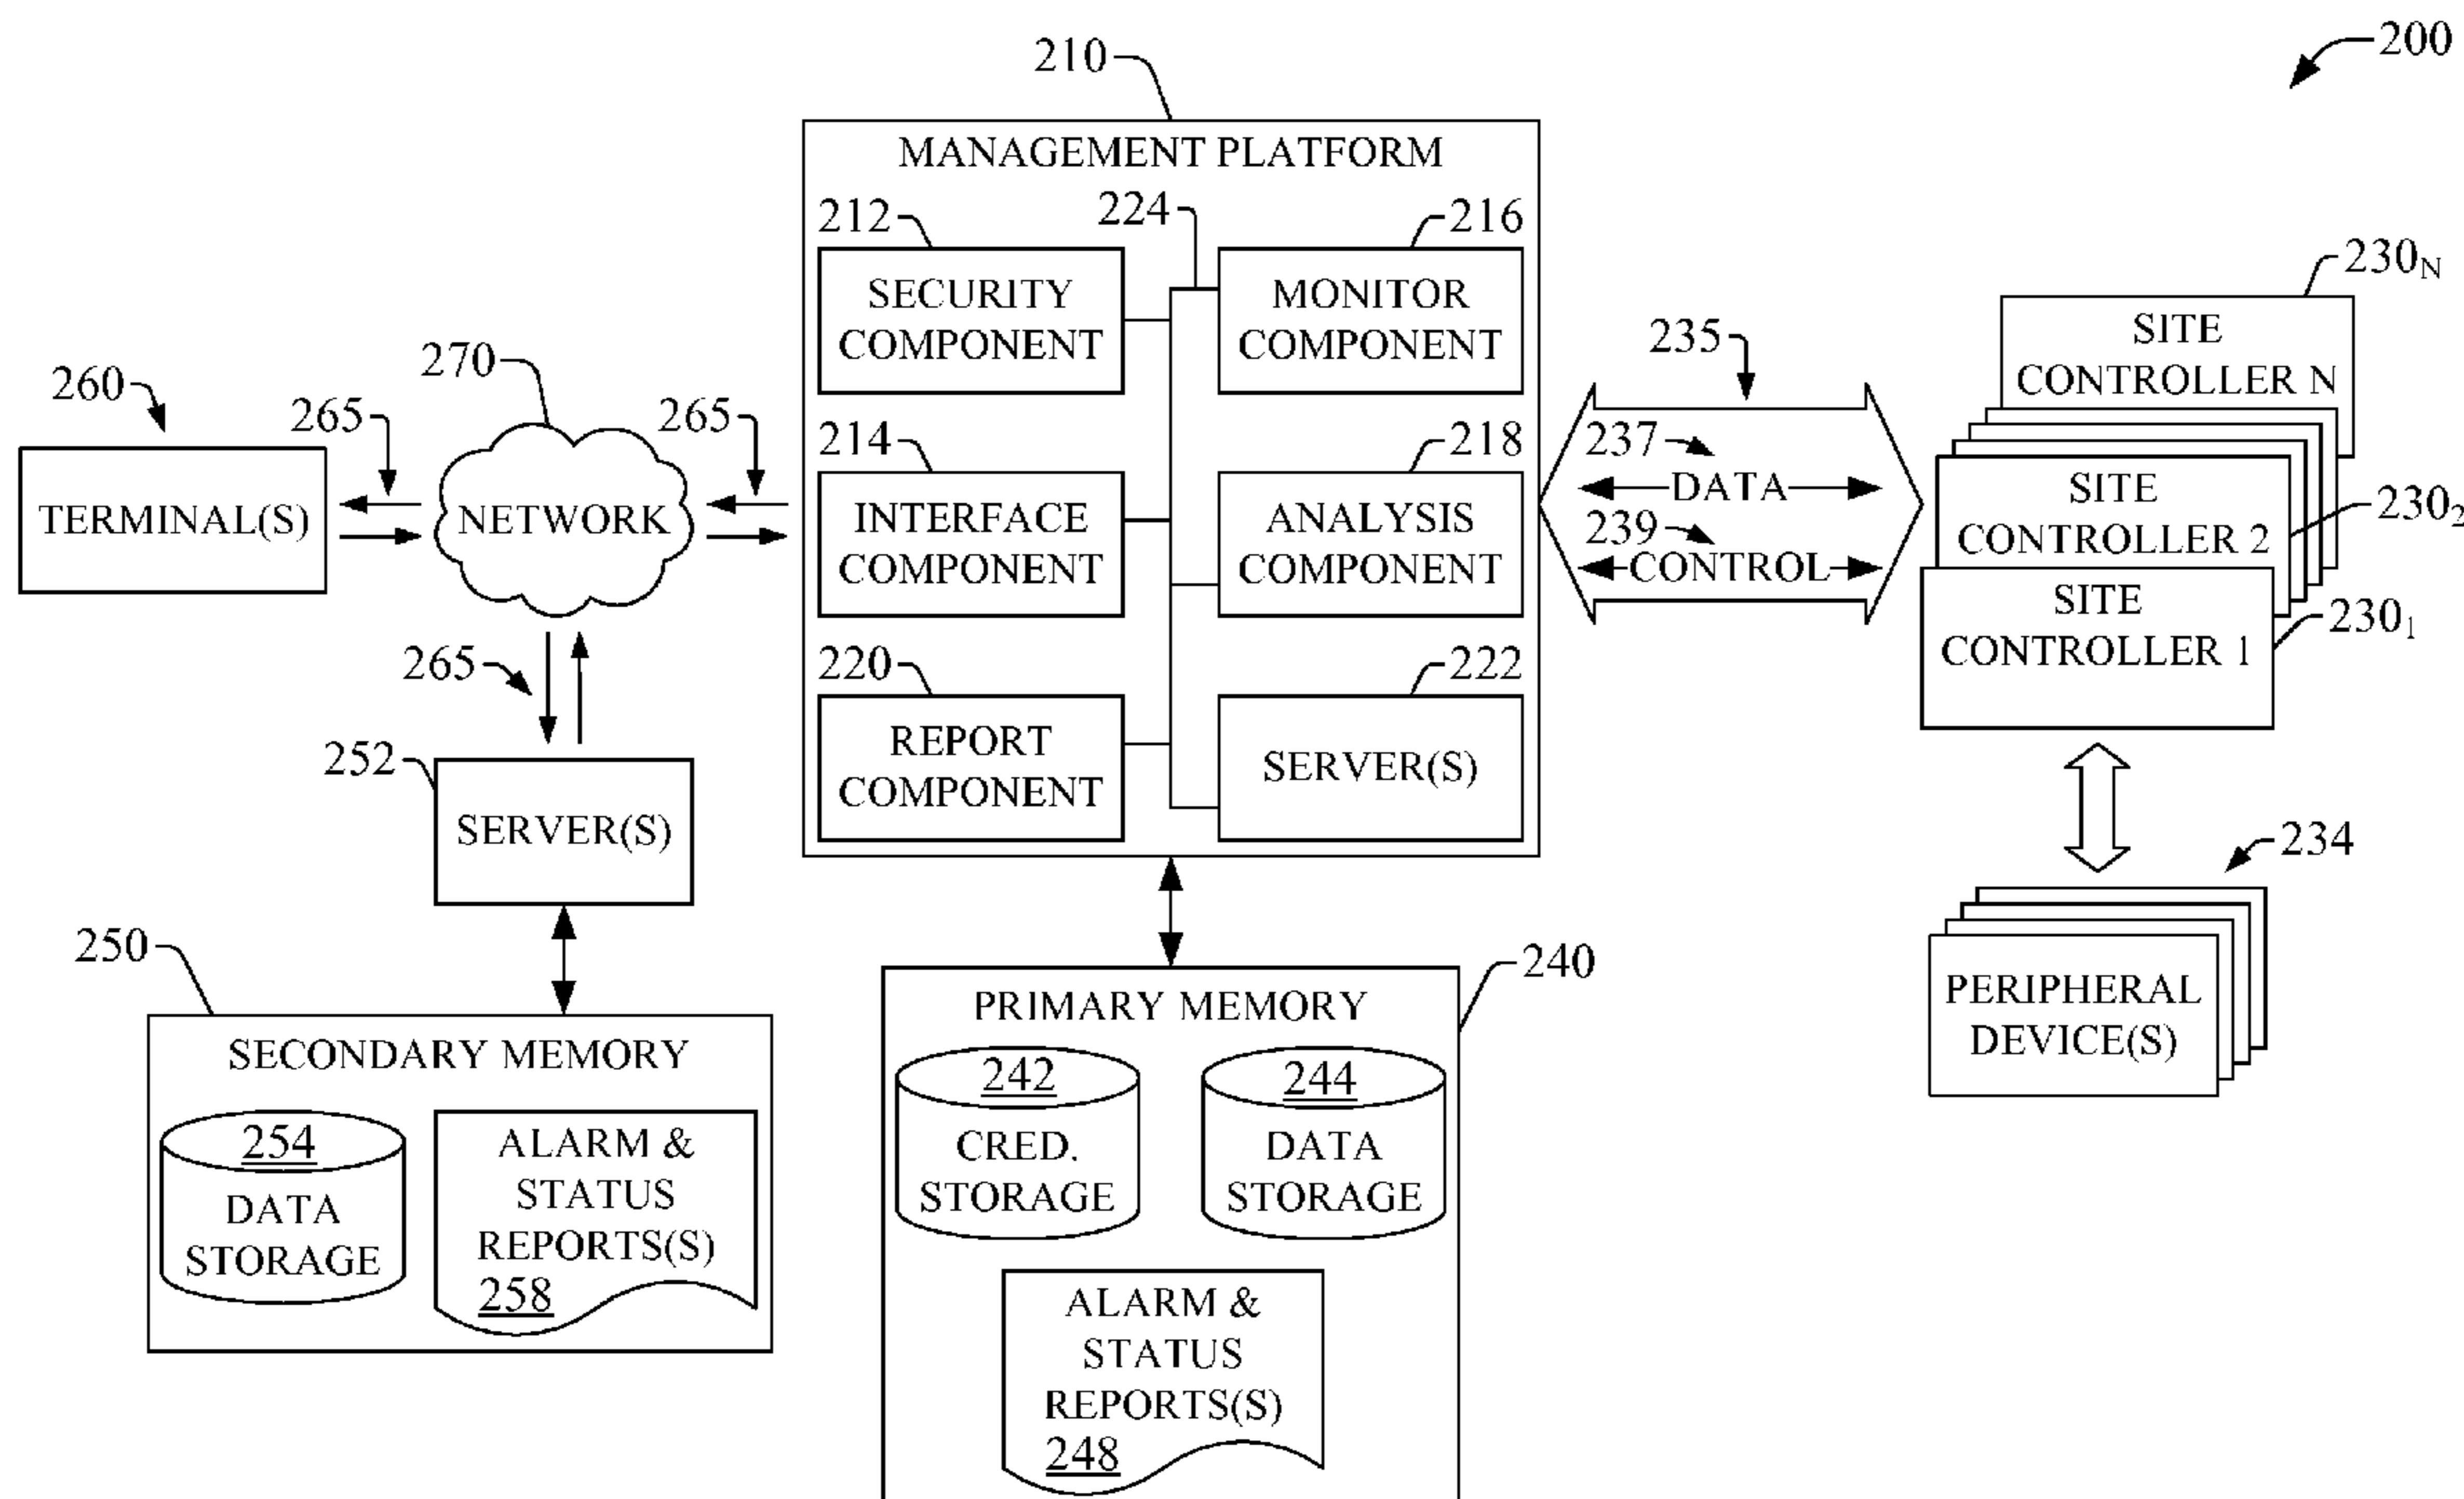 200
210
MANAGEMENT PLATFORM
212
224
216
SECURITY
COMPONENT
MONITOR
COMPONENT
214
218
INTERFACE
COMPONENT
ANALYSIS
COMPONENT
220
222
REPORT
COMPONENT
SERVER(S)
260
265
270
265
TERMINAL(S)
NETWORK
265
252
SERVER(S)
235
237
DATA
239
CONTROL
230N
SITE
CONTROLLER N
SITE
CONTROLLER 2
2302
SITE
CONTROLLER 1
2301
234
PERIPHERAL
DEVICE(S)
250
SECONDARY MEMORY
254
DATA
STORAGE
ALARM &
STATUS
REPORTS(S)
258
240
PRIMARY MEMORY
242
CRED.
STORAGE
244
DATA
STORAGE
ALARM &
STATUS
REPORTS(S)
248